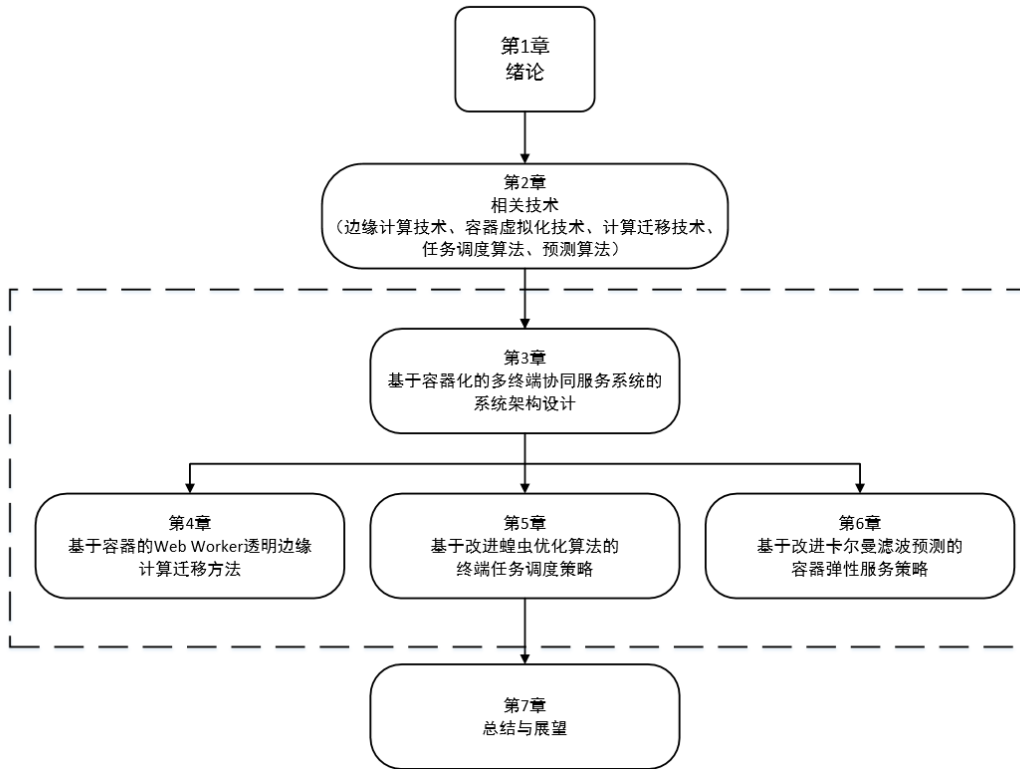 第1章
绪论
第2章
相关技术
（边缘计算技术、容器虚拟化技术、计算迁移技术、
任务调度算法、预测算法）
第3章
基于容器化的多终端协同服务系统的
系统架构设计
第4章
基于容器的Web Worker透明边缘
计算迁移方法
第5章
基于改进蝗虫优化算法的
终端任务调度策略
第6章
基于改进卡尔曼滤波预测的
容器弹性服务策略
第7章
总结与展望